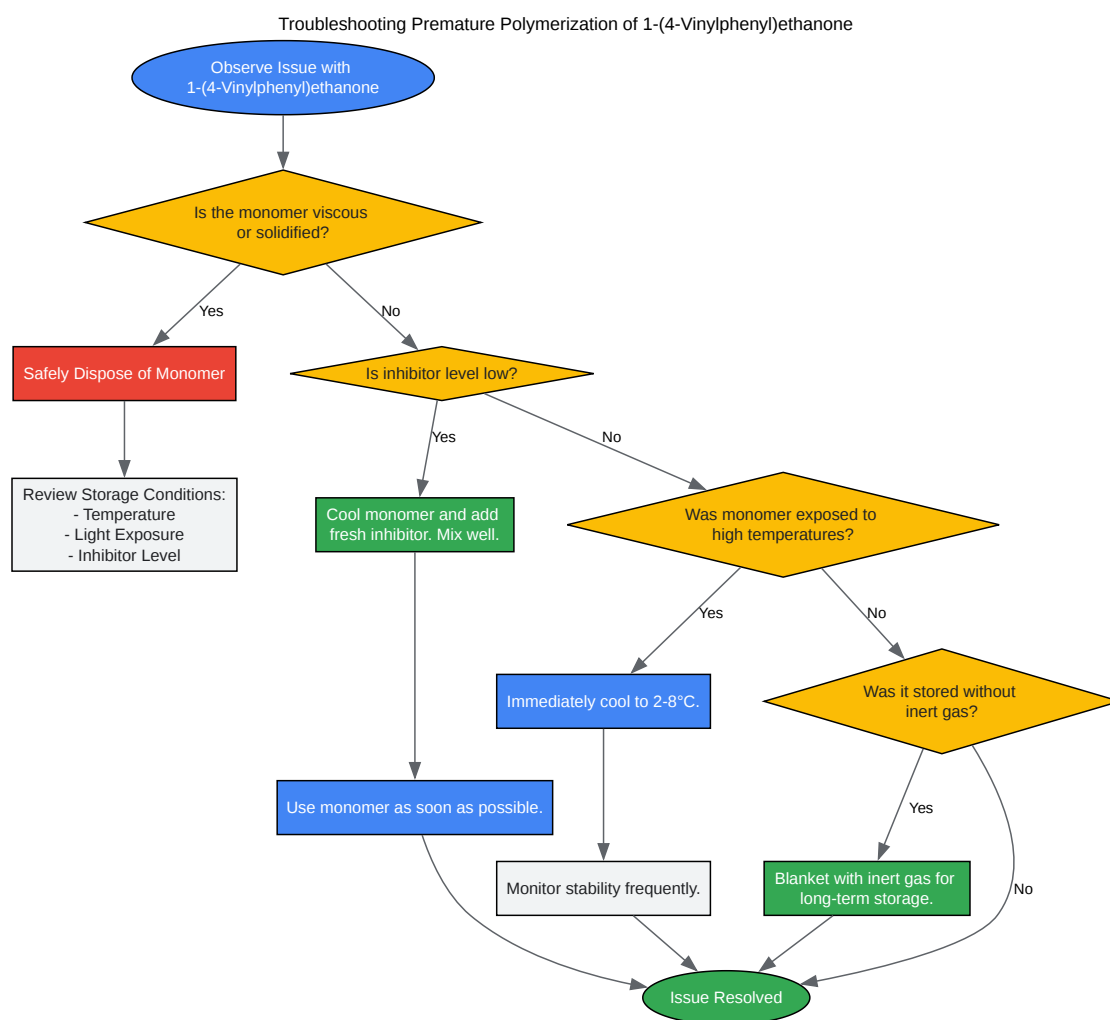 Troubleshooting Premature Polymerization of 1-(4-Vinylphenyl)ethanone
Observe Issue with
1-(4-Vinylphenyl)ethanone
Is the monomer viscous
or solidified?
Yes
No
Safely Dispose of Monomer
Is inhibitor level low?
Review Storage Conditions:
- Temperature
- Light Exposure
- Inhibitor Level
Yes
No
Cool monomer and add
fresh inhibitor. Mix well.
Was monomer exposed to
high temperatures?
Yes
No
Immediately cool to 2-8°C.
Was it stored without
inert gas?
Use monomer as soon as possible.
Yes
No
Monitor stability frequently.
Blanket with inert gas for
long-term storage.
Issue Resolved